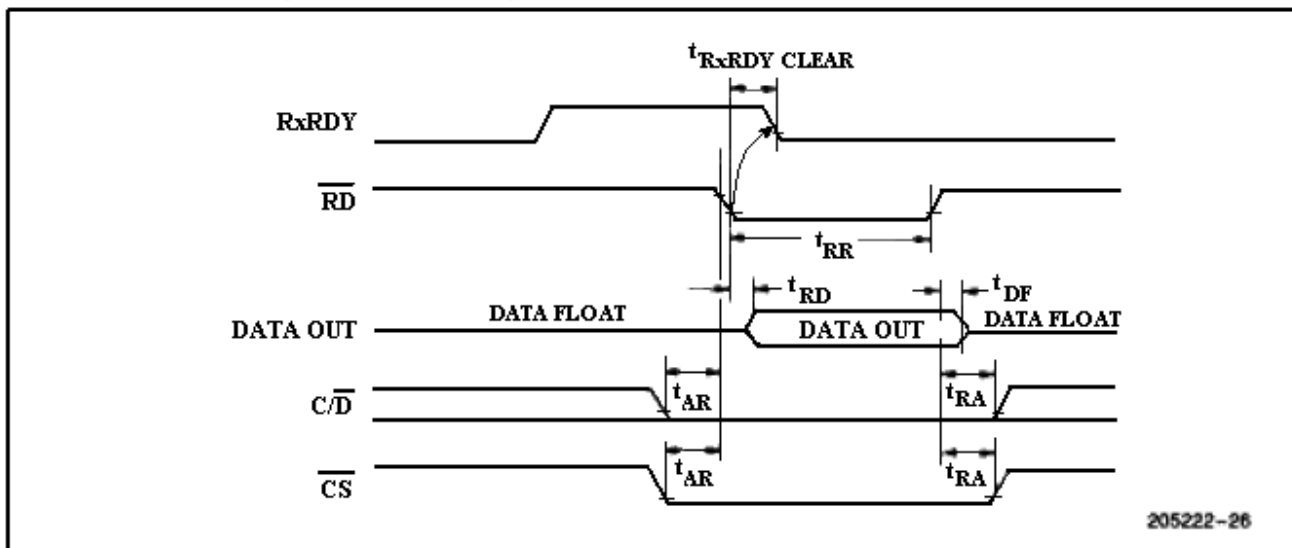 tRxRDY CLEAR
RxRDY
RD
tRR
tRD
tDF
DATA FLOAT
DATA OUT
DATA OUT
DATA FLOAT
tAR
tRA
C/D
tAR
tRA
CS
205222-26